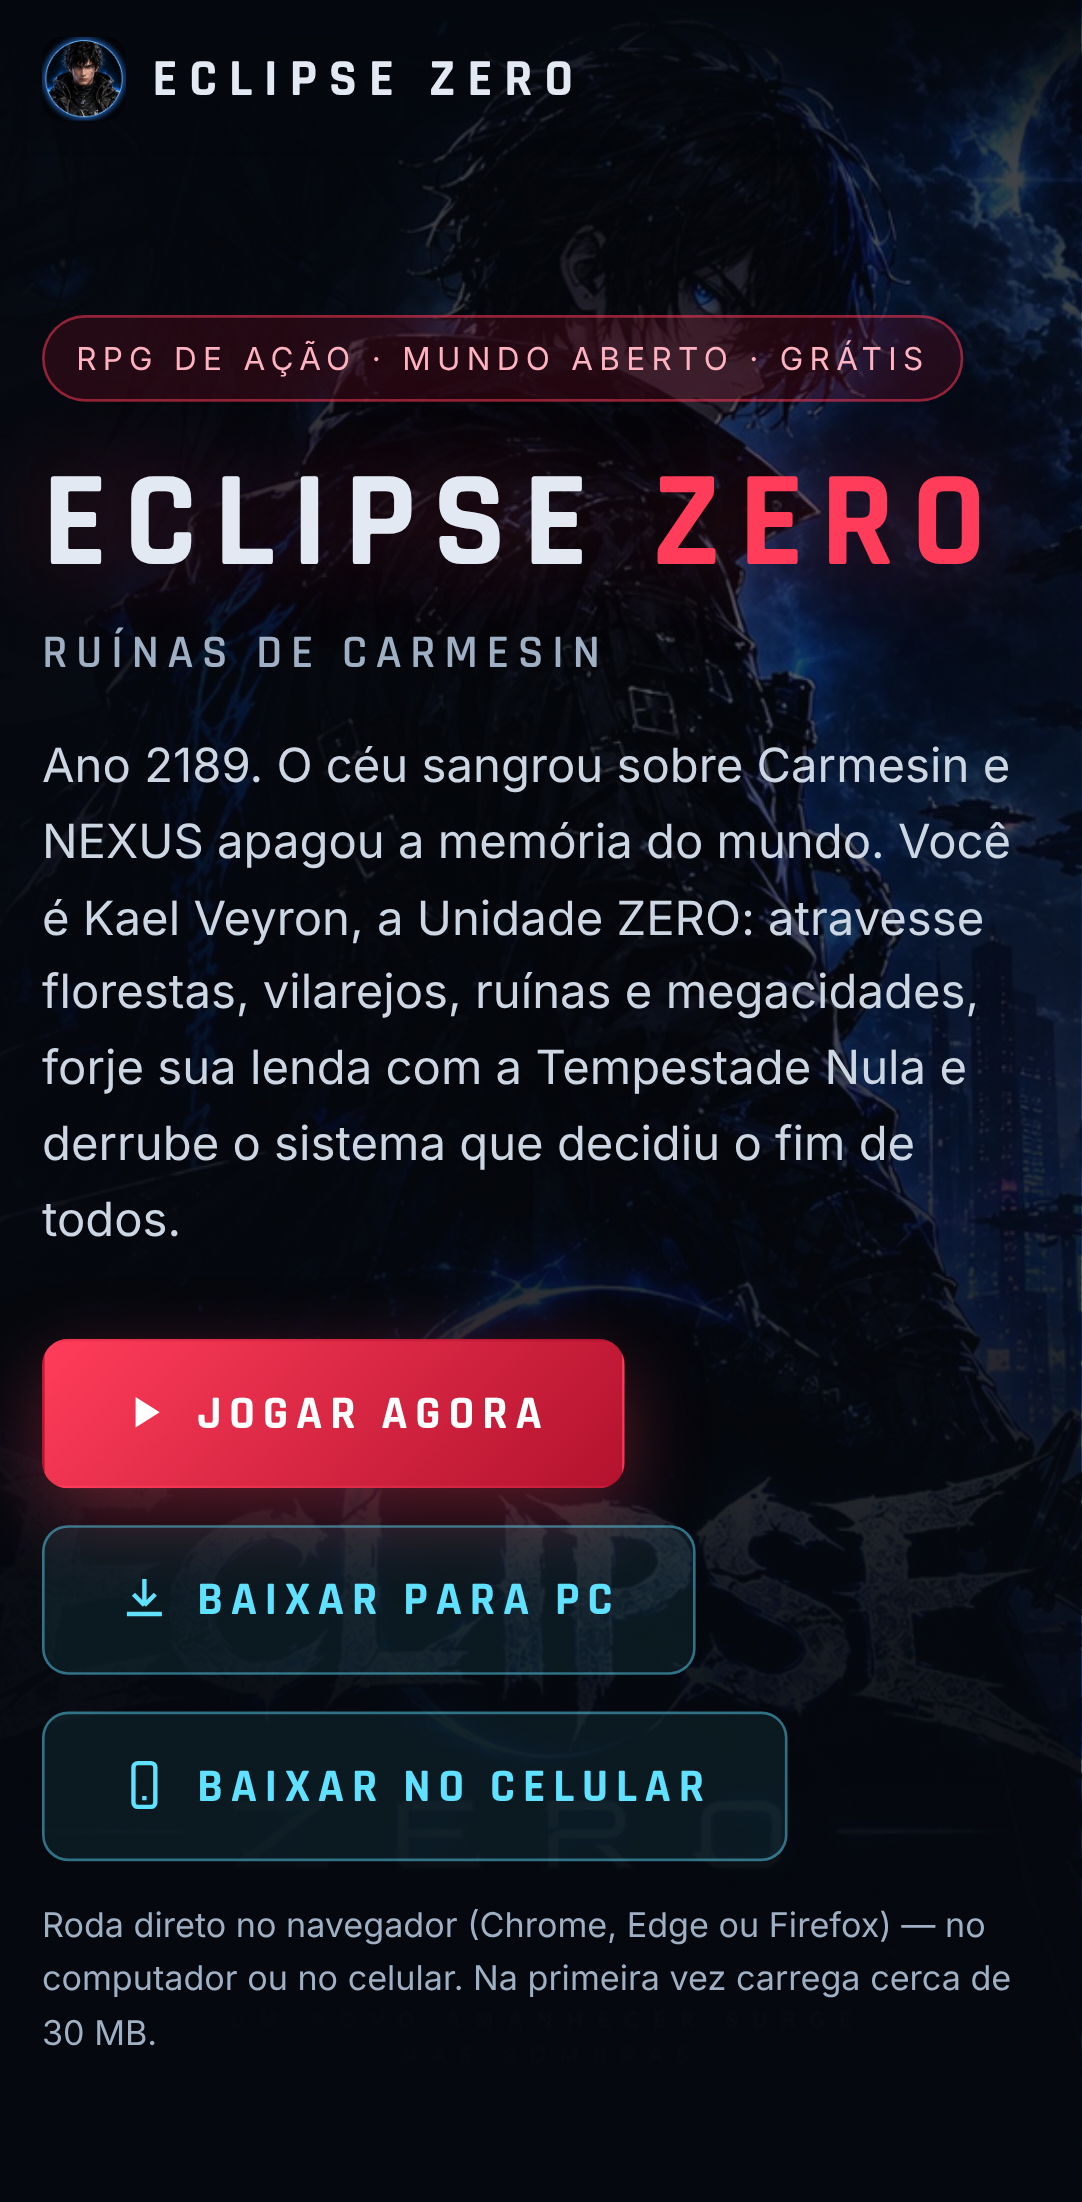 ECLIPSE ZERO
RPG DE AÇÃO · MUNDO ABERTO · GRÁTIS
ECLIPSE ZERO
RUÍNAS DE CARMESIN
Ano 2189. O céu sangrou sobre Carmesin e
NEXUS apagou a memória do mundo. Você
é Kael Veyron, a Unidade ZERO: atravesse
florestas, vilarejos, ruínas e megacidades,
forje sua lenda com a Tempestade Nula e
derrube o sistema que decidiu o fim de
todos.
JOGAR AGORA
ECLIPSE
BAIXAR PARA PC
BAIXAR NO CELULAR
ZERO
Roda direto no navegador (Chrome, Edge ou Firefox) — no
computador ou no celular. Na primeira vez carrega cerca de
30 MB.